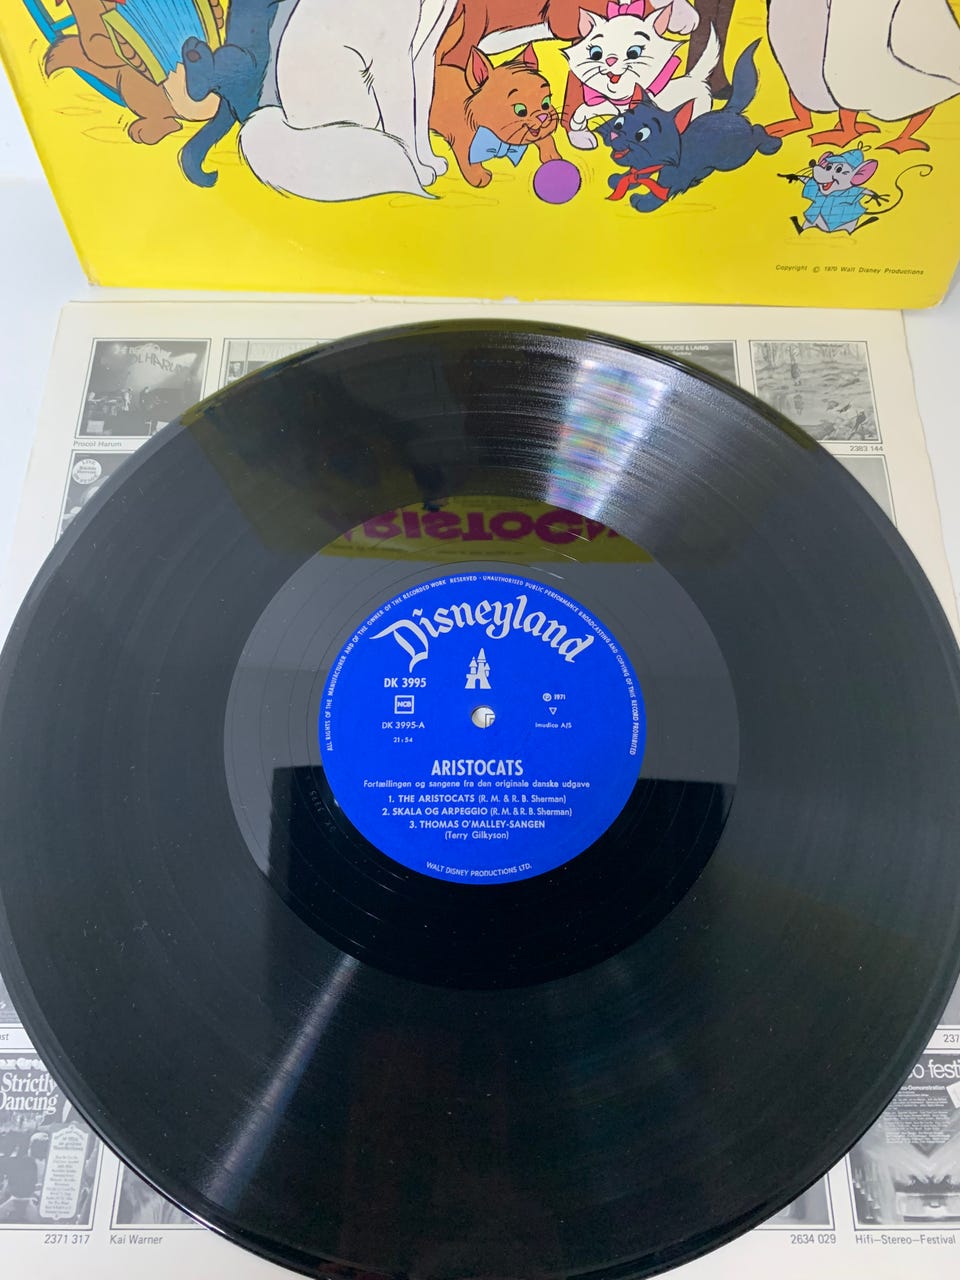 Copyright © 1970 Walt Disney Productions
Procol Harum
2383 144
LIVE
ALL RIGHTS OF THE MANUFACTURER AND OF THE OWNER OF THE RECORDED WORK RESERVED · UNAUTHORISED PUBLIC PERFORMANCE BROADCASTING AND COPYING OF THIS RECORD PROHIBITED
Disneyland
DK 3995
NCB
DK 3995-A
21:54
℗ 1971
Imudico A/S
ARISTOCATS
Fortællingen og sangene fra den originale danske udgave
1. THE ARISTOCATS (R. M. & R. B. Sherman)
2. SKALA OG ARPEGGIO (R. M. & R. B. Sherman)
3. THOMAS O'MALLEY-SANGEN
(Terry Gilkyson)
WALT DISNEY PRODUCTIONS LTD.
Strictly
Dancing
2371 317
Kai Warner
2634 029
Hifi–Stereo–Festival